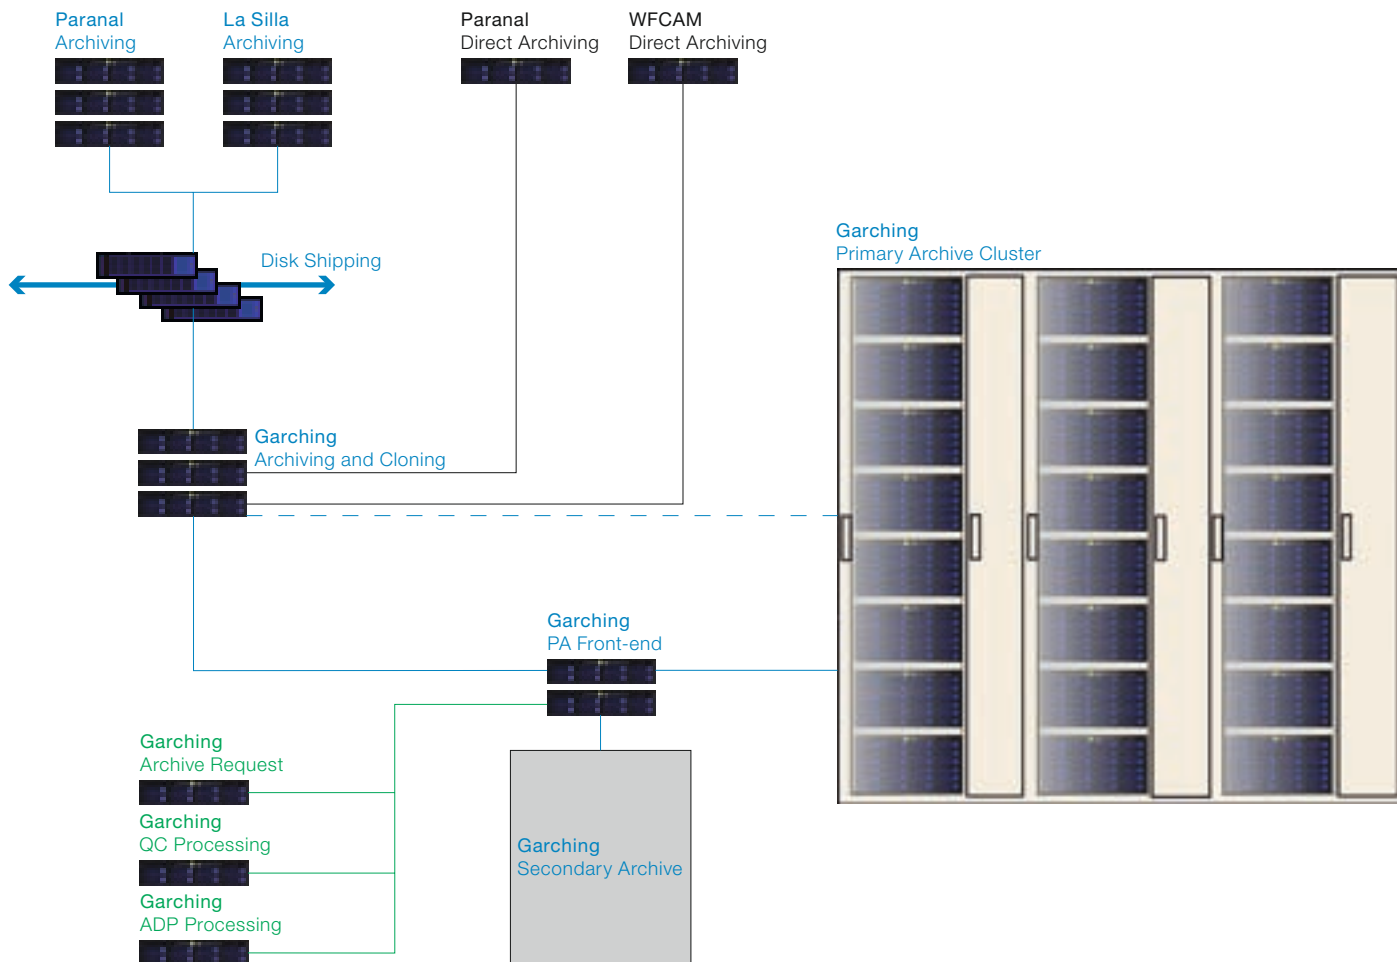 Paranal
Archiving
La Silla
Archiving
Paranal
Direct Archiving
WFCAM
Direct Archiving
Disk Shipping
Garching
Primary Archive Cluster
Garching
Archiving and Cloning
Garching
PA Front-end
Garching
Archive Request
Garching
QC Processing
Garching
ADP Processing
Garching
Secondary Archive